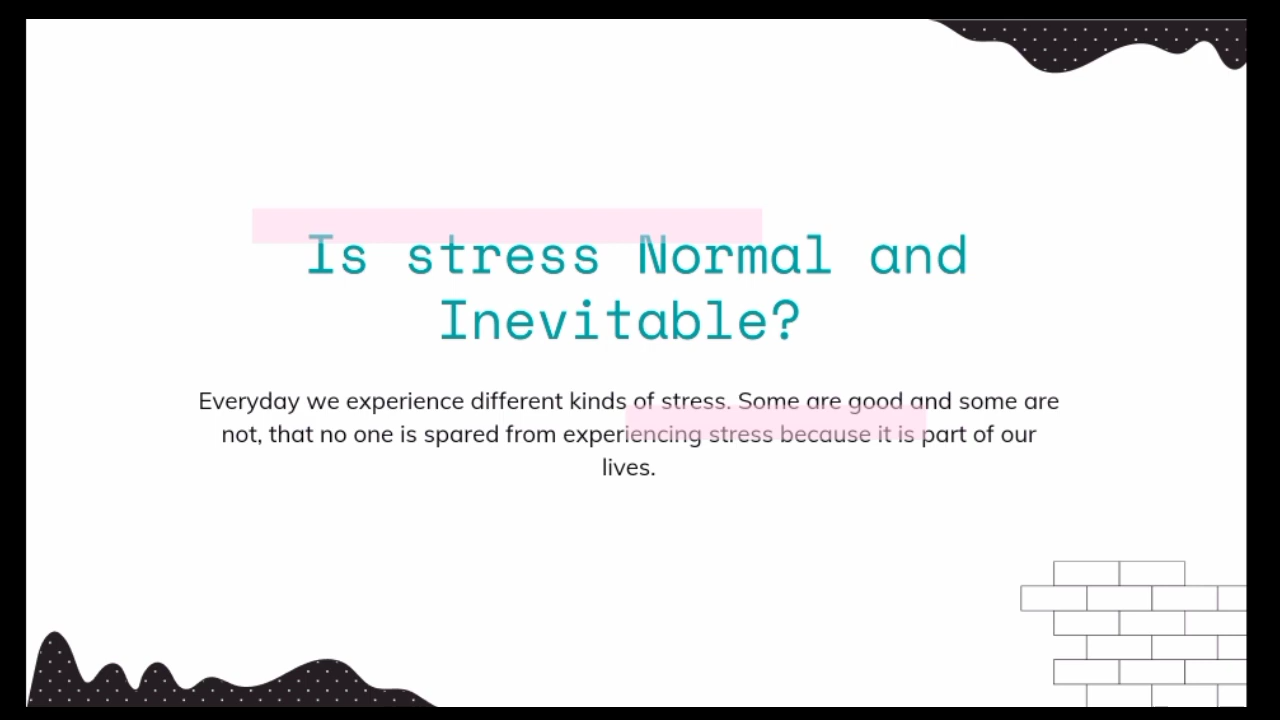 Is stress Normal and
Inevitable?
Everyday we experience different kinds of stress. Some are good and some are
not, that no one is spared from experiencing stress because it is part of our
lives.